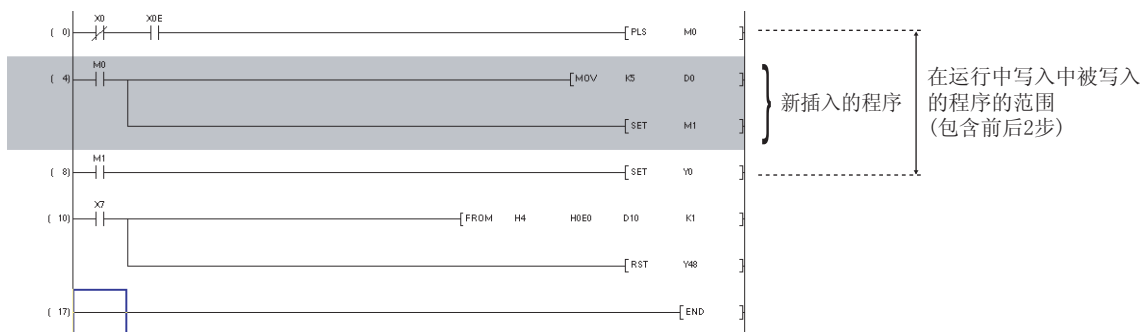 X0 X0E
( 0) [PLS M0 ]
M0
( 4) [MOV K5 D0 ]
[SET M1 ]
M1
( 8) [SET Y0 ]
X7
( 10) [FROM H4 H0E0 D10 K1 ]
[RST Y48 ]
( 17) [END ]
} 新插入的程序
在运行中写入中被写入
的程序的范围
(包含前后2步)